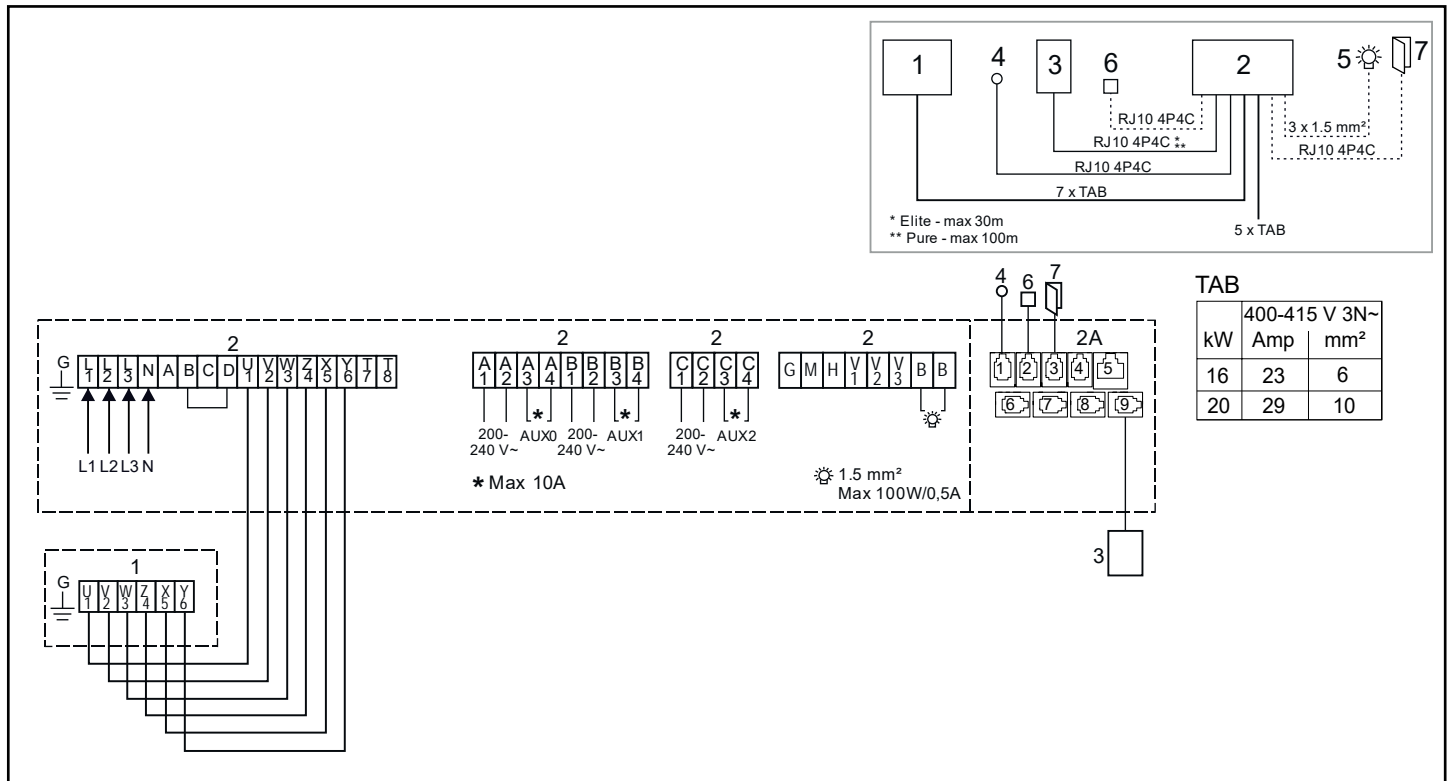 1 4 3 6 2 5 7
RJ10 4P4C
3 x 1.5 mm²
RJ10 4P4C * **
RJ10 4P4C
RJ10 4P4C
7 x TAB
* Elite - max 30m
** Pure - max 100m
5 x TAB
4 6 7
TAB
400-415 V 3N~
kW Amp mm²
16 23 6
20 29 10
2 2 2 2 2A
G L1 L2 L3 N A B C D U1 V2 W3 Z4 X5 Y6 T7 T8
A1 A2 A3 A4 B1 B2 B3 B4
C1 C2 C3 C4
G M H V1 V2 V3 B B
1 2 3 4 5
6 7 8 9
* * *
200-240 V~ AUX0 200-240 V~ AUX1
200-240 V~ AUX2
L1 L2 L3 N
* Max 10A
1.5 mm²
Max 100W/0,5A
3
1
G U1 V2 W3 Z4 X5 Y6